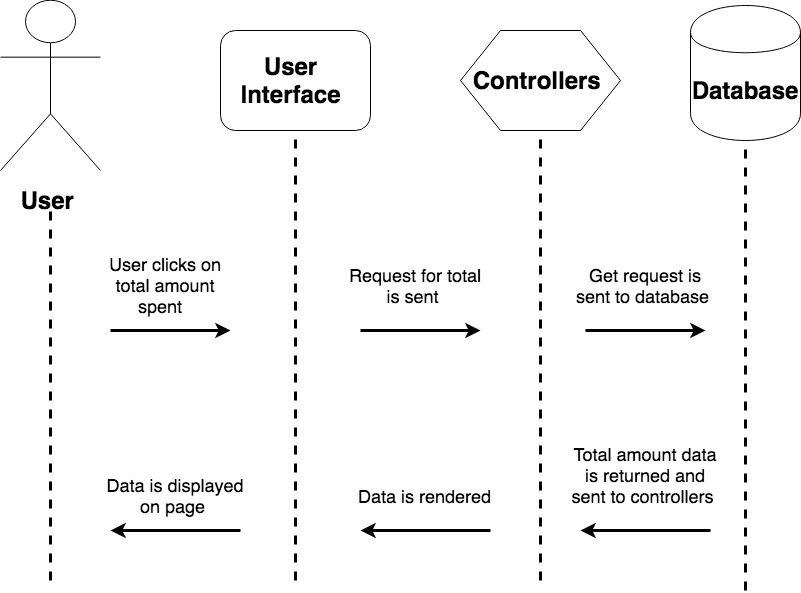 User
Interface
Controllers
Database
User
User clicks on
total amount
spent
Request for total
is sent
Get request is
sent to database
Data is displayed
on page
Data is rendered
Total amount data
is returned and
sent to controllers